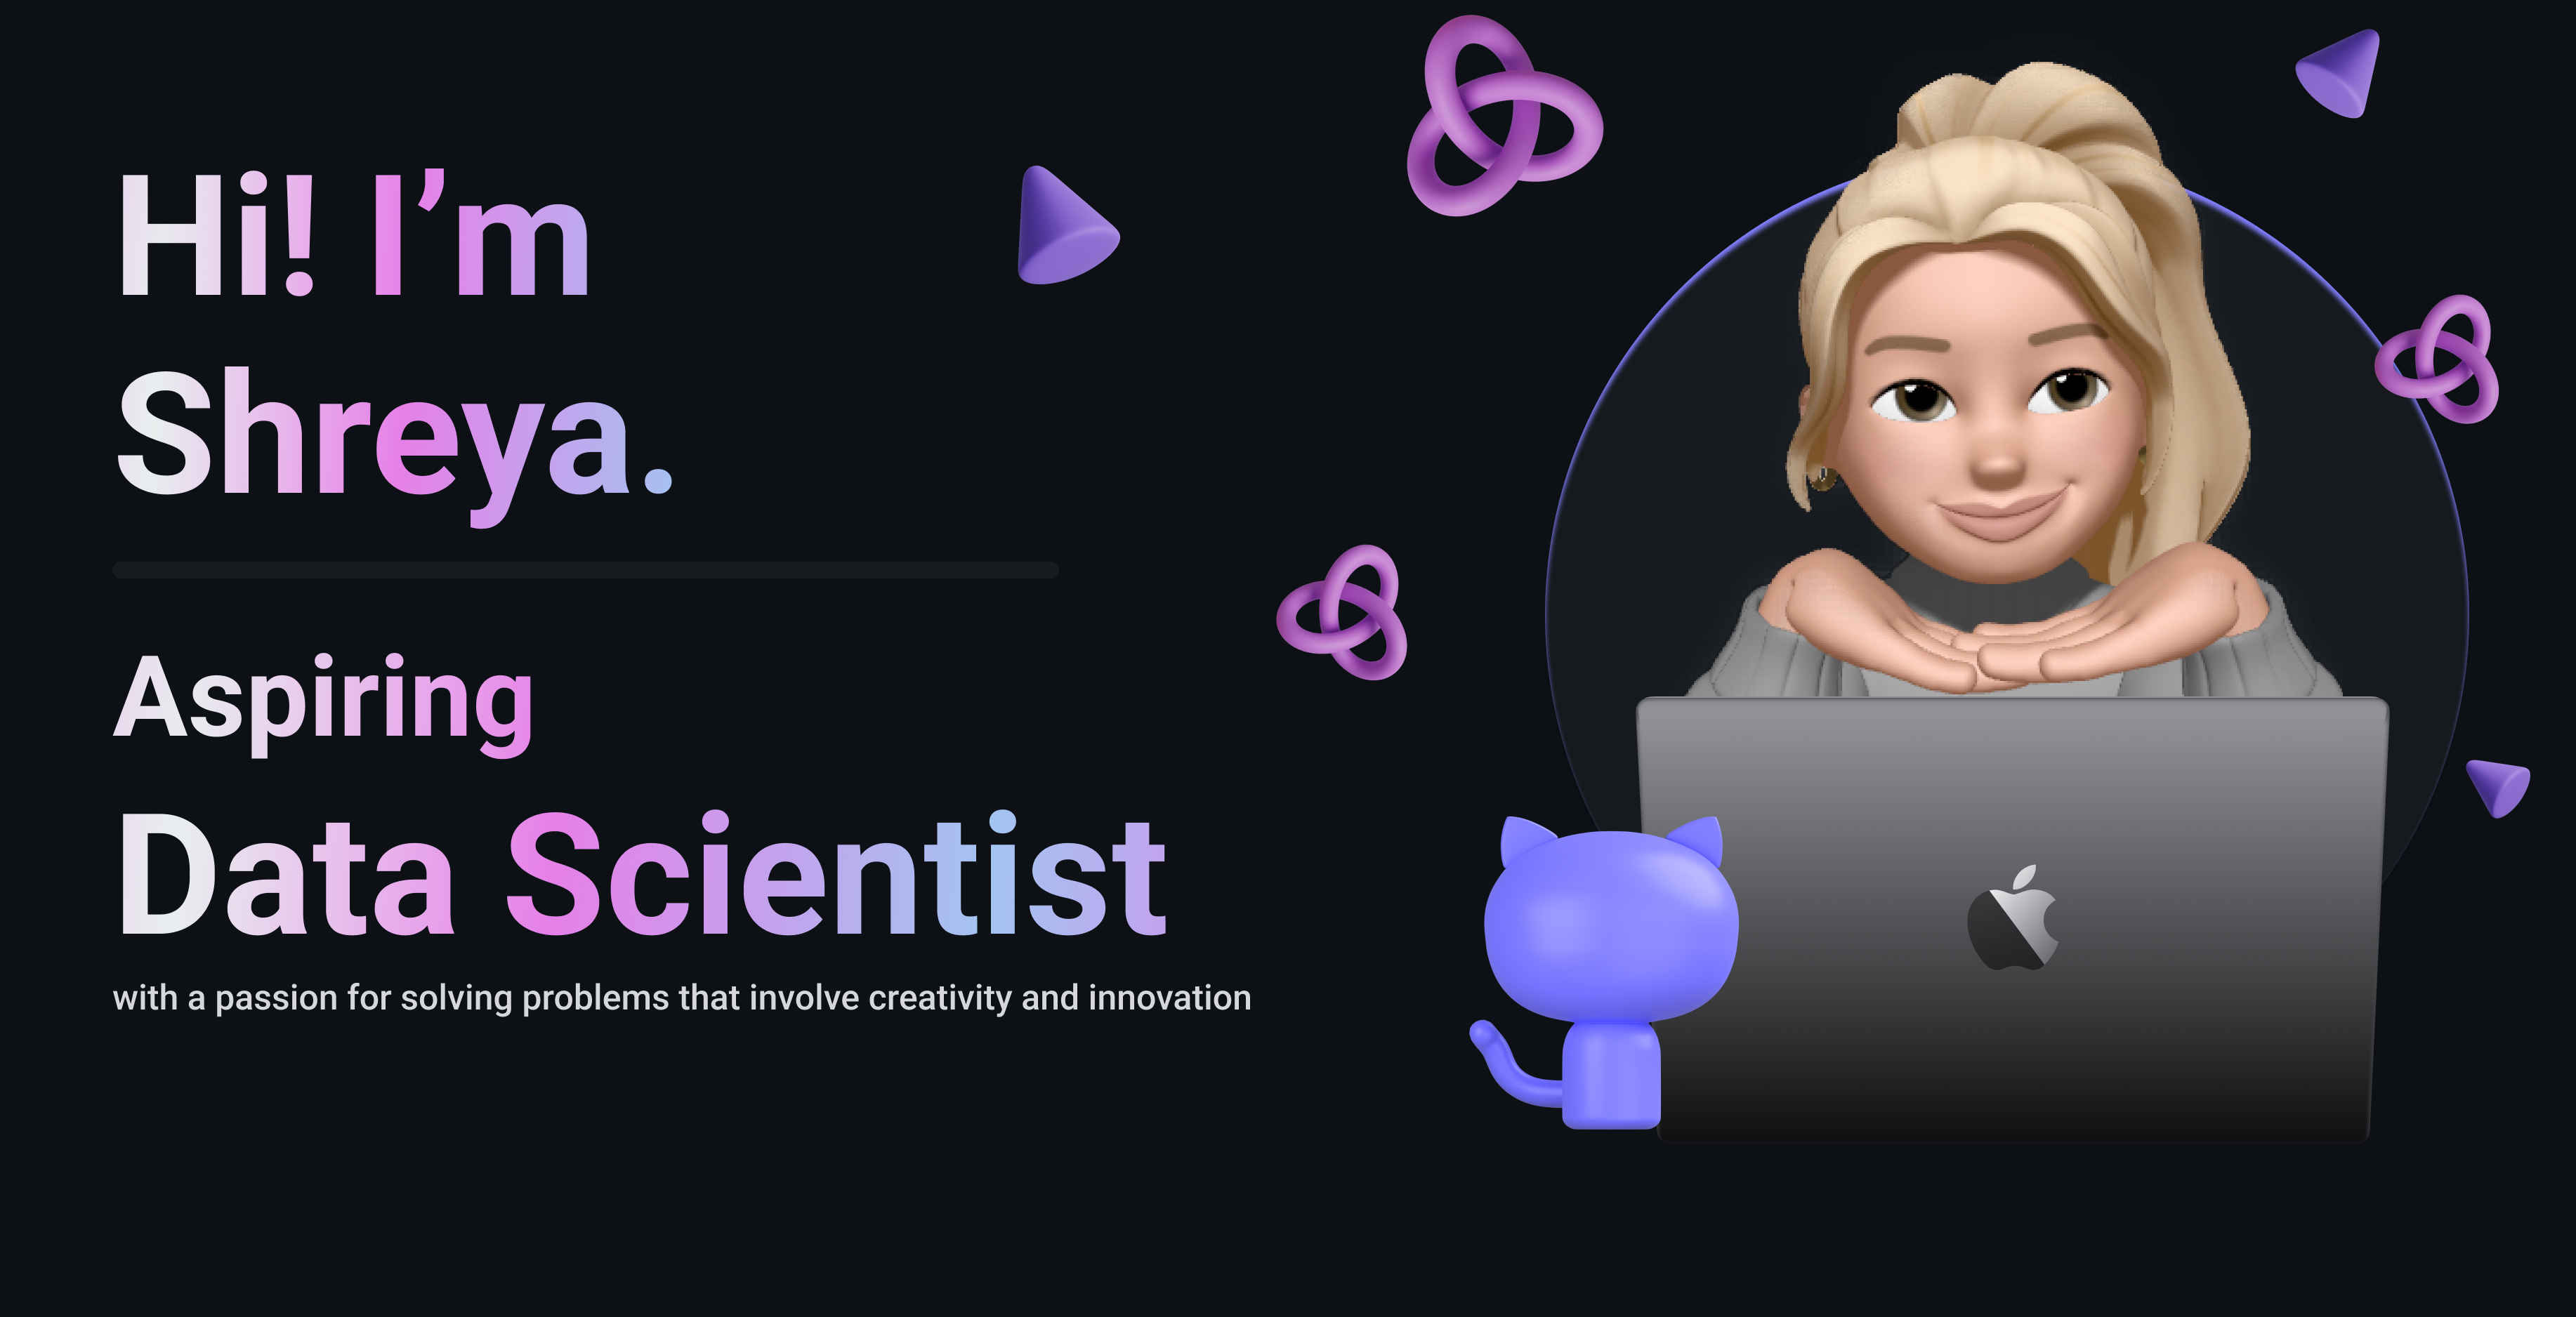 Hi! I’m
Shreya.
Aspiring
Data Scientist
with a passion for solving problems that involve creativity and innovation